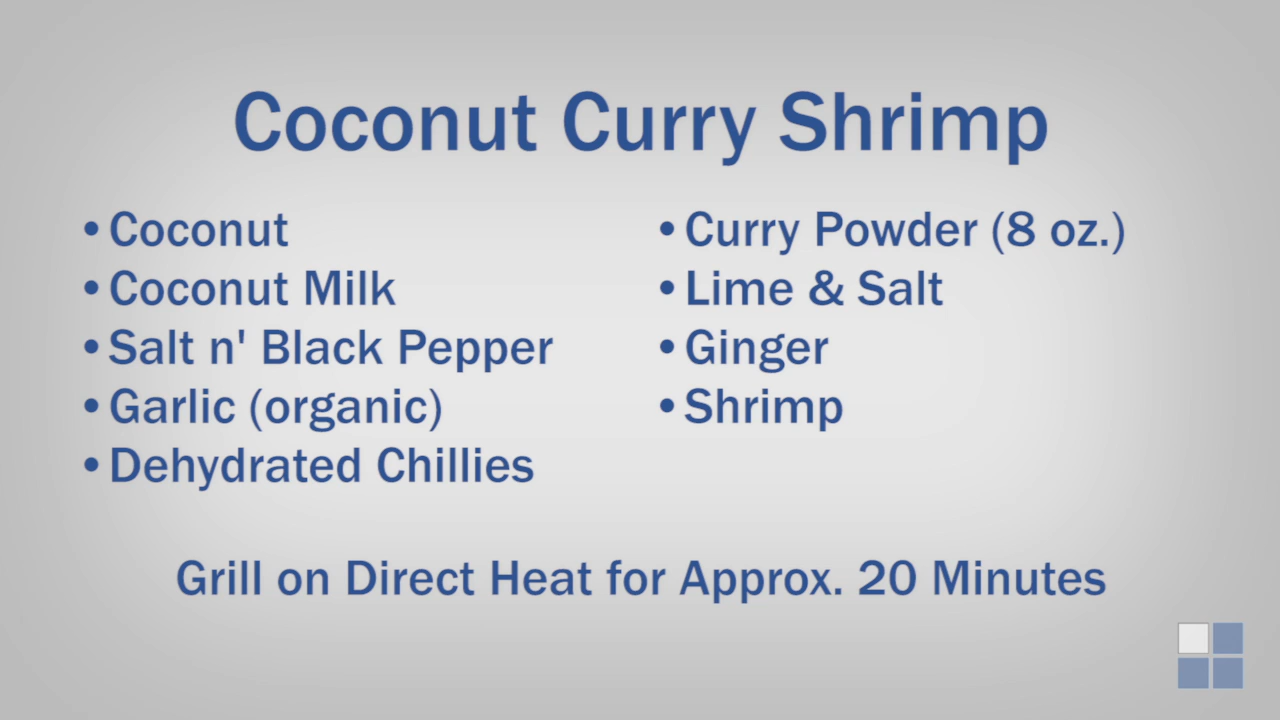 Coconut Curry Shrimp
• Coconut
• Coconut Milk
• Salt n' Black Pepper
• Garlic (organic)
• Dehydrated Chillies
• Curry Powder (8 oz.)
• Lime & Salt
• Ginger
• Shrimp
Grill on Direct Heat for Approx. 20 Minutes